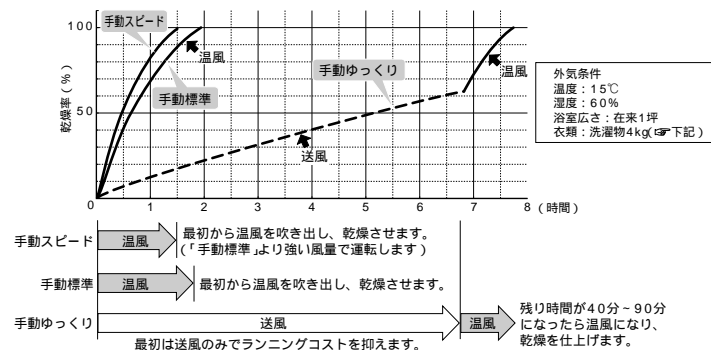 100
50
0
乾燥率(%)
手動スピード
温風
手動標準
手動ゆっくり
送風
温風
1 2 3 4 5 6 7 8 (時間)
外気条件
温度:15℃
湿度:60%
浴室広さ:在来1坪
衣類:洗濯物4kg(☞下記)
手動スピード
温風
最初から温風を吹き出し、乾燥させます。
(「手動標準」より強い風量で運転します)
手動標準
温風
最初から温風を吹き出し、乾燥させます。
手動ゆっくり
送風
温風
最初は送風のみでランニングコストを抑えます。
残り時間が40分~90分
になったら温風になり、
乾燥を仕上げます。